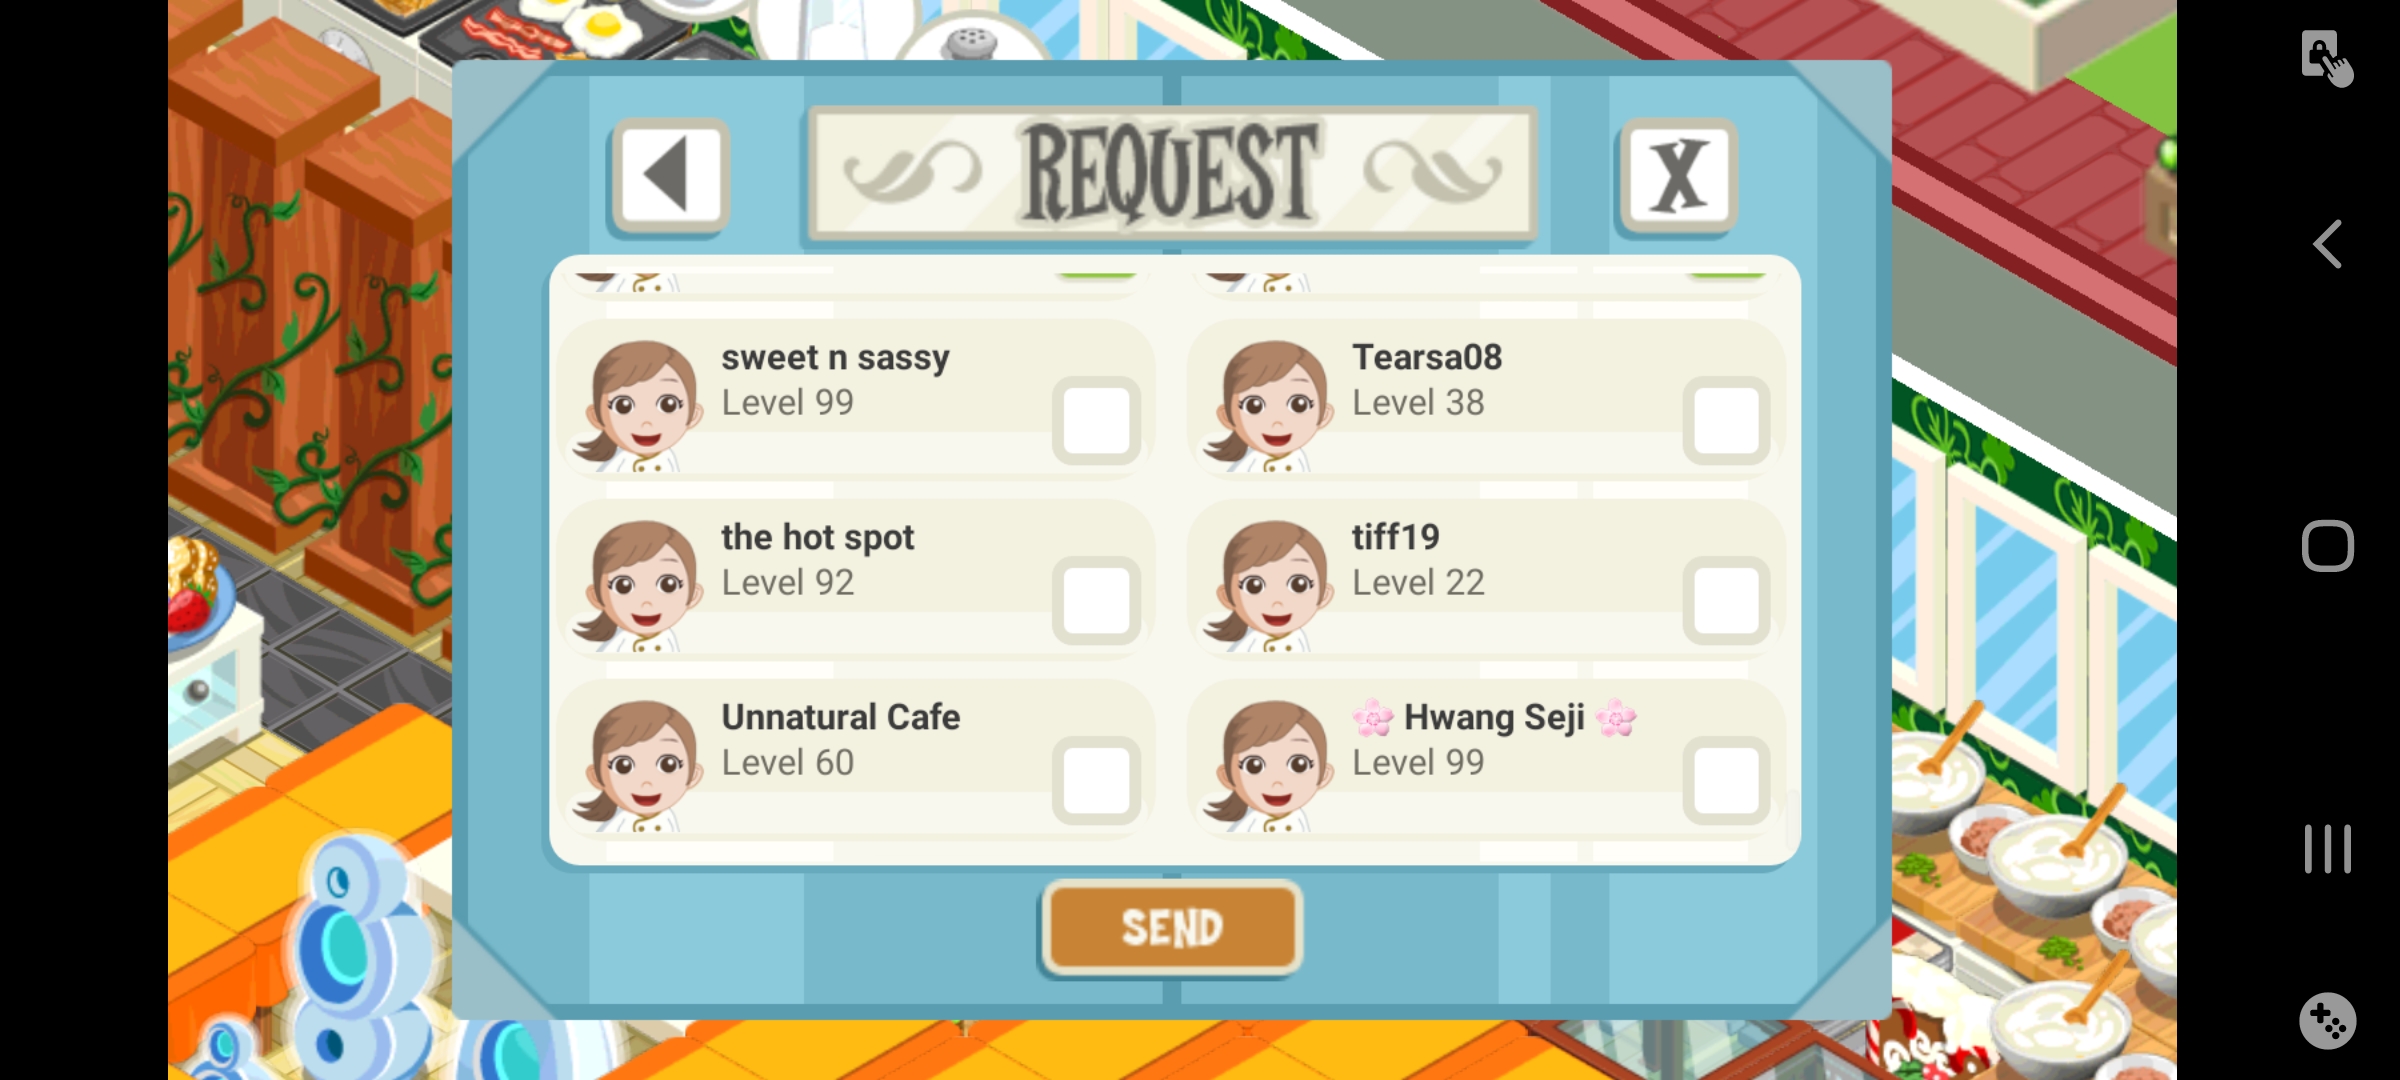 REQUEST
X
sweet n sassy
Level 99
Tearsa08
Level 38
the hot spot
Level 92
tiff19
Level 22
Unnatural Cafe
Level 60
🌸 Hwang Seji 🌸
Level 99
SEND